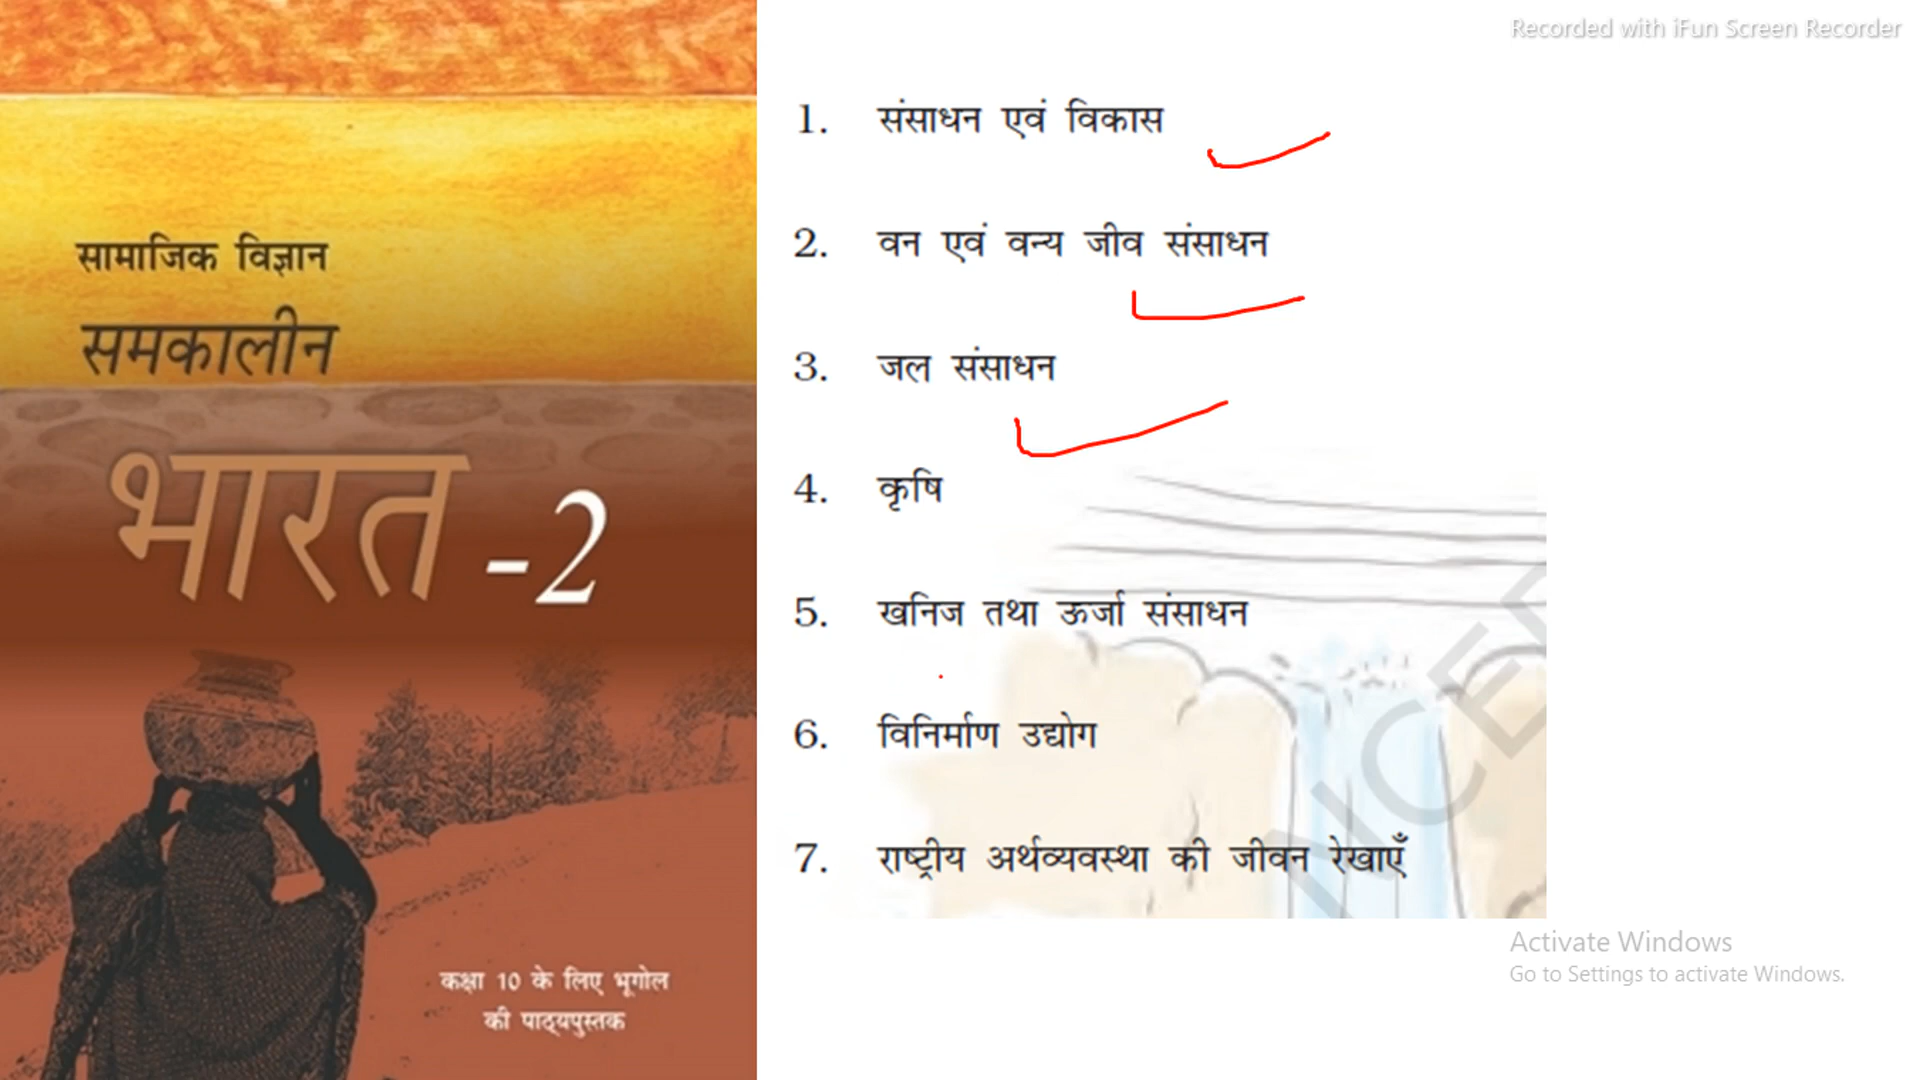 Recorded with iFun Screen Recorder
सामाजिक विज्ञान
समकालीन
भारत -2
कक्षा 10 के लिए भूगोल
की पाठ्यपुस्तक
1. संसाधन एवं विकास
2. वन एवं वन्य जीव संसाधन
3. जल संसाधन
4. कृषि
5. खनिज तथा ऊर्जा संसाधन
6. विनिर्माण उद्योग
7. राष्ट्रीय अर्थव्यवस्था की जीवन रेखाएँ
NCE
Activate Windows
Go to Settings to activate Windows.